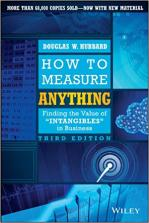 MORE THAN 60,000 COPIES SOLD—NOW WITH NEW MATERIAL
DOUGLAS W. HUBBARD
HOW TO
MEASURE
ANYTHING
Finding the Value of
"INTANGIBLES"
in Business
THIRD EDITION
WILEY